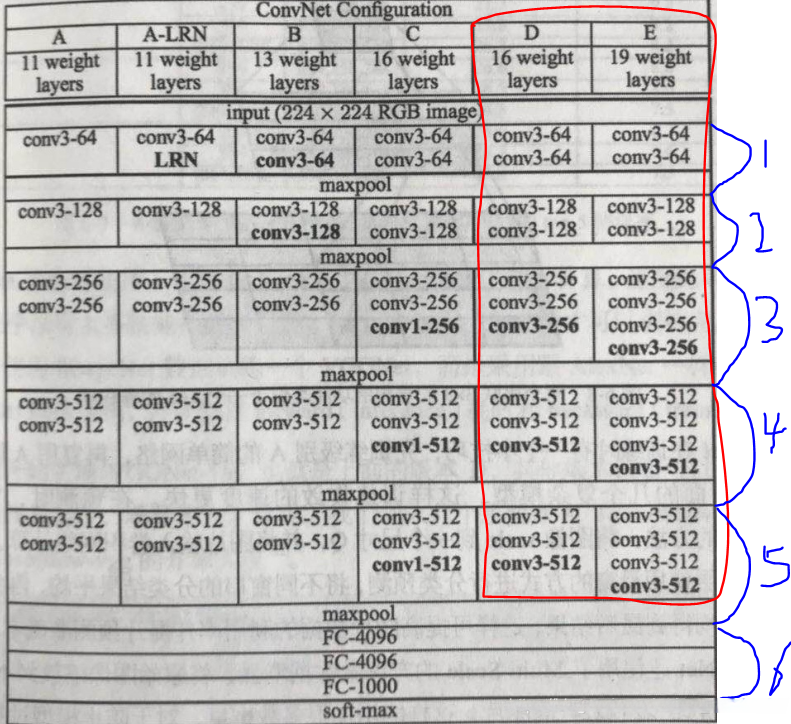 ConvNet Configuration
A A-LRN B C D E
11 weight layers 11 weight layers 13 weight layers 16 weight layers 16 weight layers 19 weight layers
input (224 × 224 RGB image
conv3-64 conv3-64 conv3-64 conv3-64 conv3-64 conv3-64
LRN conv3-64 conv3-64 conv3-64 conv3-64
1
maxpool
conv3-128 conv3-128 conv3-128 conv3-128 conv3-128 conv3-128
conv3-128 conv3-128 conv3-128 conv3-128
2
maxpool
conv3-256 conv3-256 conv3-256 conv3-256 conv3-256 conv3-256
conv3-256 conv3-256 conv3-256 conv3-256 conv3-256 conv3-256
conv1-256 conv3-256 conv3-256
conv3-256
3
maxpool
conv3-512 conv3-512 conv3-512 conv3-512 conv3-512 conv3-512
conv3-512 conv3-512 conv3-512 conv3-512 conv3-512 conv3-512
conv1-512 conv3-512 conv3-512
conv3-512
4
maxpool
conv3-512 conv3-512 conv3-512 conv3-512 conv3-512 conv3-512
conv3-512 conv3-512 conv3-512 conv3-512 conv3-512 conv3-512
conv1-512 conv3-512 conv3-512
conv3-512
5
maxpool
FC-4096
FC-4096
FC-1000
6
soft-max